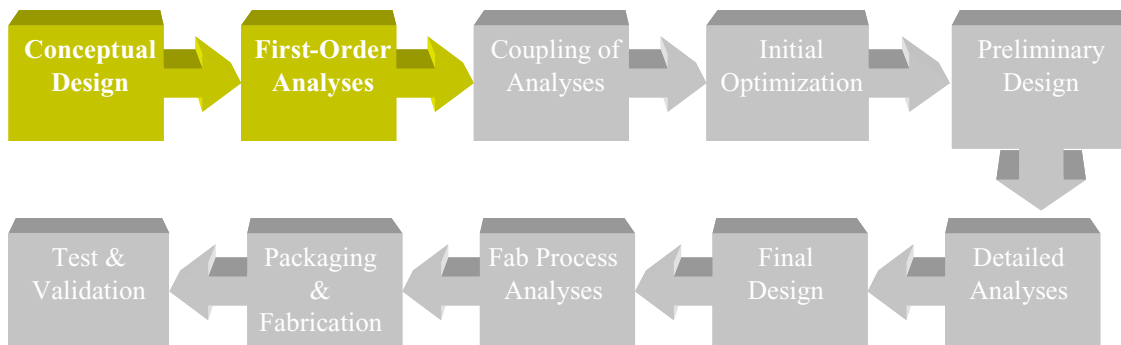 Conceptual
Design
First-Order
Analyses
Coupling of
Analyses
Initial
Optimization
Preliminary
Design
Test &
Validation
Packaging
&
Fabrication
Fab Process
Analyses
Final
Design
Detailed
Analyses